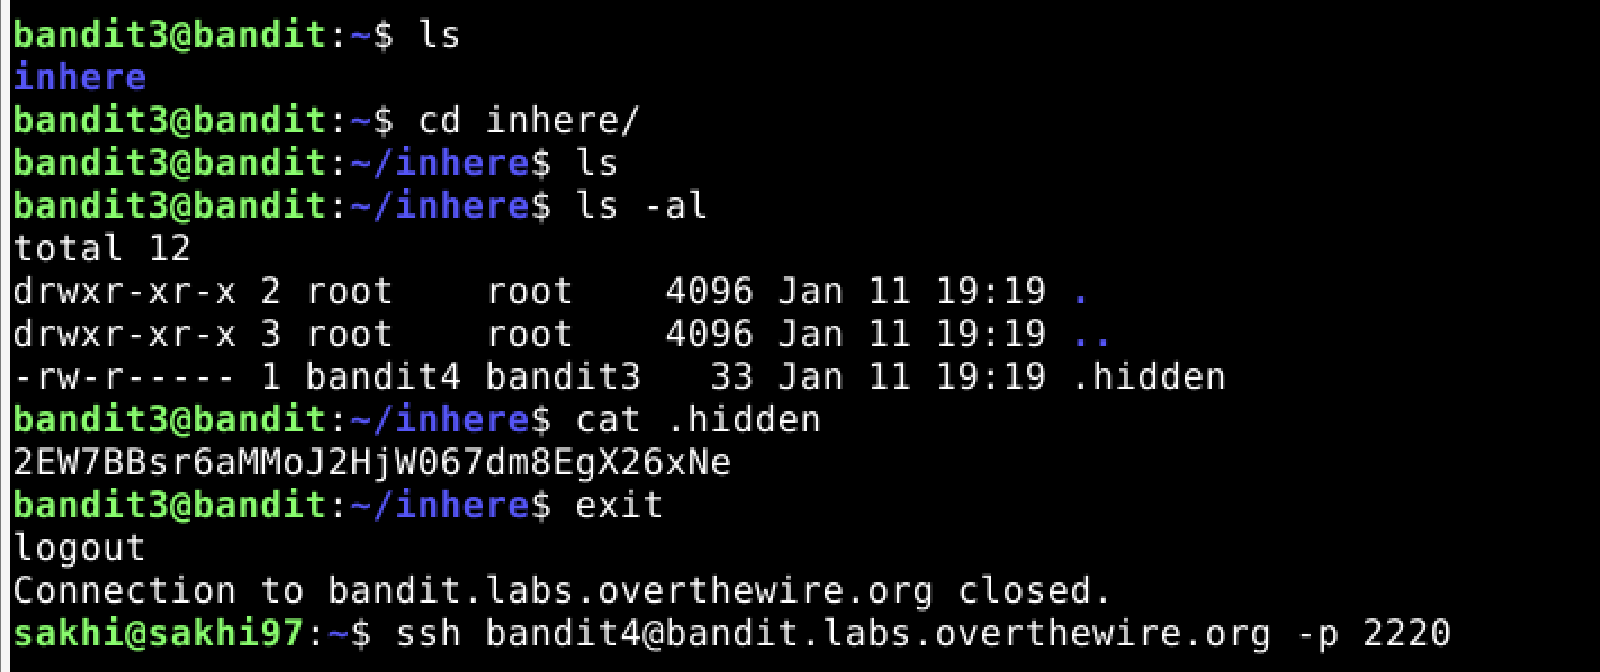 bandit3@bandit:~$ ls
inhere
bandit3@bandit:~$ cd inhere/
bandit3@bandit:~/inhere$ ls
bandit3@bandit:~/inhere$ ls -al
total 12
drwxr-xr-x 2 root    root    4096 Jan 11 19:19 .
drwxr-xr-x 3 root    root    4096 Jan 11 19:19 ..
-rw-r----- 1 bandit4 bandit3   33 Jan 11 19:19 .hidden
bandit3@bandit:~/inhere$ cat .hidden
2EW7BBsr6aMMoJ2HjW067dm8EgX26xNe
bandit3@bandit:~/inhere$ exit
logout
Connection to bandit.labs.overthewire.org closed.
sakhi@sakhi97:~$ ssh bandit4@bandit.labs.overthewire.org -p 2220